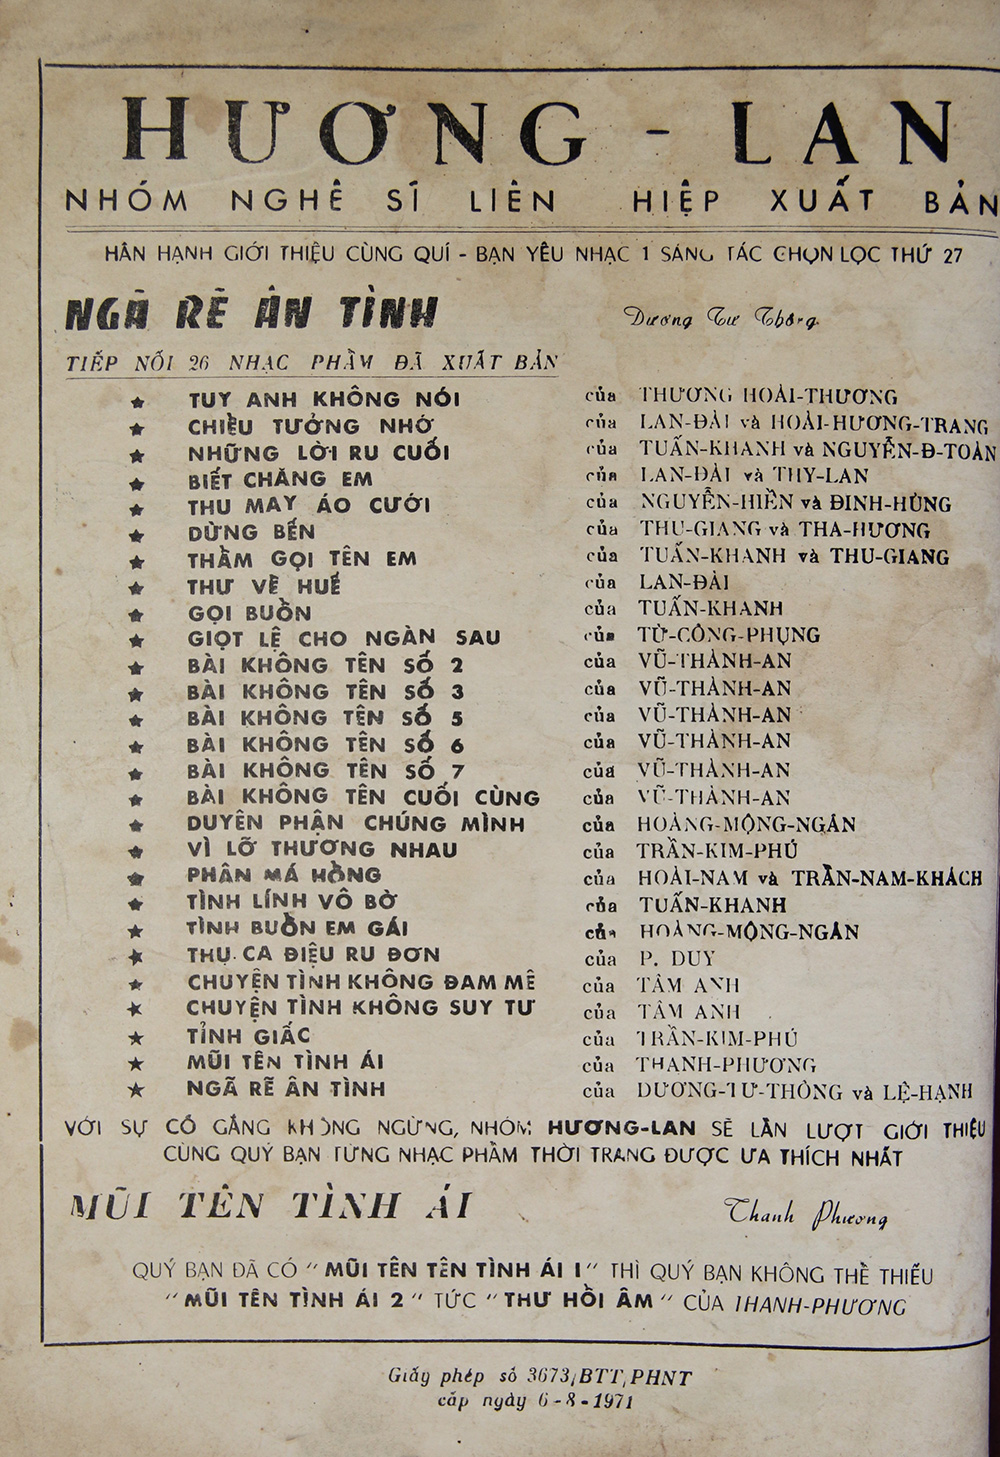 HƯƠNG - LAN
NHÓM NGHỆ SĨ LIÊN HIỆP XUẤT BẢN
HÂN HẠNH GIỚI THIỆU CÙNG QUÍ - BẠN YÊU NHẠC 1 SÁNG TÁC CHỌN LỌC THỨ 27
NGÃ RẼ ÂN TÌNH Dương Tư Thông
TIẾP NỐI 26 NHẠC PHẨM ĐÃ XUẤT BẢN
★ TUY ANH KHÔNG NÓI của THƯƠNG HOÀI-THƯƠNG
★ CHIỀU TƯỞNG NHỚ của LAN-ĐÀI và HOÀI-HƯƠNG-TRANG
★ NHỮNG LỜI RU CUỐI của TUẤN-KHANH và NGUYỄN-Đ-TOÀN
★ BIẾT CHĂNG EM của LAN-ĐÀI và THY-LAN
★ THU MAY ÁO CƯỚI của NGUYỄN-HIỀN và ĐINH-HÙNG
★ DỪNG BẾN của THU-GIANG và THA-HƯƠNG
★ THẦM GỌI TÊN EM của TUẤN-KHANH và THU-GIANG
★ THƯ VỀ HUẾ của LAN-ĐÀI
★ GỌI BUỒN của TUẤN-KHANH
★ GIỌT LỆ CHO NGÀN SAU của TỪ-CÔNG-PHỤNG
★ BÀI KHÔNG TÊN SỐ 2 của VŨ-THÀNH-AN
★ BÀI KHÔNG TÊN SỐ 3 của VŨ-THÀNH-AN
★ BÀI KHÔNG TÊN SỐ 5 của VŨ-THÀNH-AN
★ BÀI KHÔNG TÊN SỐ 6 của VŨ-THÀNH-AN
★ BÀI KHÔNG TÊN SỐ 7 của VŨ-THÀNH-AN
★ BÀI KHÔNG TÊN CUỐI CÙNG của VŨ-THÀNH-AN
★ DUYÊN PHẬN CHÚNG MÌNH của HOÀNG-MỘNG-NGÂN
★ VÌ LỠ THƯƠNG NHAU của TRẦN-KIM-PHÚ
★ PHẬN MÁ HỒNG của HOÀI-NAM và TRẦN-NAM-KHÁCH
★ TÌNH LÍNH VÔ BỜ của TUẤN-KHANH
★ TÌNH BUỒN EM GÁI của HOÀNG-MỘNG-NGÂN
★ THỤ CA ĐIỆU RU ĐƠN của P. DUY
★ CHUYỆN TÌNH KHÔNG ĐAM MÊ của TÂM ANH
★ CHUYỆN TÌNH KHÔNG SUY TƯ của TÂM ANH
★ TỈNH GIẤC của TRẦN-KIM-PHÚ
★ MŨI TÊN TÌNH ÁI của THANH-PHƯƠNG
★ NGÃ RẼ ÂN TÌNH của DƯƠNG-TƯ-THÔNG và LỆ-HẠNH
VỚI SỰ CỐ GẮNG KHÔNG NGỪNG, NHÓM HƯƠNG-LAN SẼ LẦN LƯỢT GIỚI THIỆU
CÙNG QUÝ BẠN TỪNG NHẠC PHẨM THỜI TRANG ĐƯỢC ƯA THÍCH NHẤT
MŨI TÊN TÌNH ÁI Thanh Phương
QUÝ BẠN ĐÃ CÓ "MŨI TÊN TÊN TÌNH ÁI 1" THÌ QUÝ BẠN KHÔNG THỂ THIẾU
"MŨI TÊN TÌNH ÁI 2" TỨC "THƯ HỒI ÂM" CỦA THANH-PHƯƠNG
Giấy phép số 3673/BTT/PHNT
cấp ngày 6-8-1971